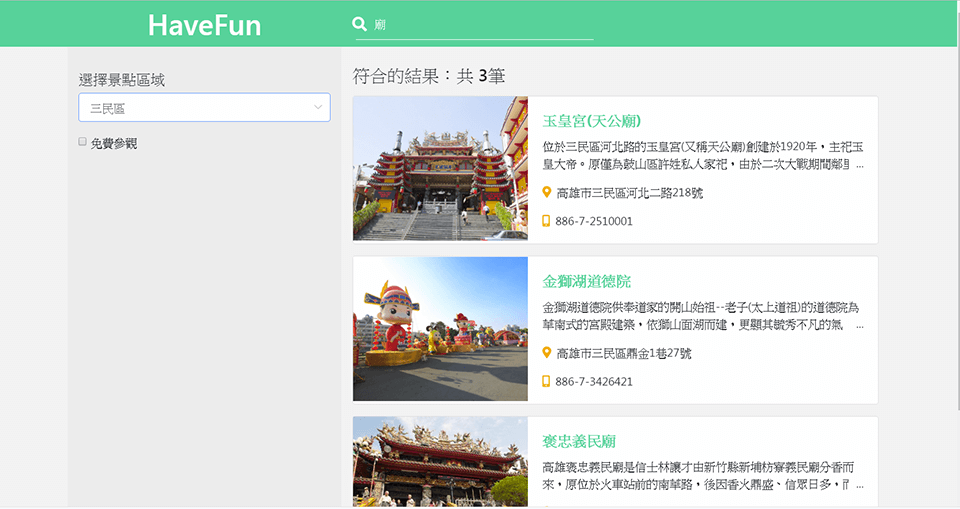 HaveFun
廟
選擇景點區域
三民區
免費參觀
符合的結果：共 3筆
玉皇宮(天公廟)
位於三民區河北路的玉皇宮(又稱天公廟)創建於1920年，主祀玉
皇大帝。原僅為鼓山區許姓私人家祀，由於二次大戰期間鄰里 ...
高雄市三民區河北二路218號
886-7-2510001
金獅湖道德院
金獅湖道德院供奉道家的開山始祖--老子(太上道祖)的道德院為
華南式的宮殿建築，依獅山面湖而建，更顯其毓秀不凡的氣 ...
高雄市三民區鼎金1巷27號
886-7-3426421
褒忠義民廟
高雄褒忠義民廟是信士林讓才由新竹縣新埔枋寮義民廟分香而
來，原位於火車站前的南華路，後因香火鼎盛、信眾日多， ...